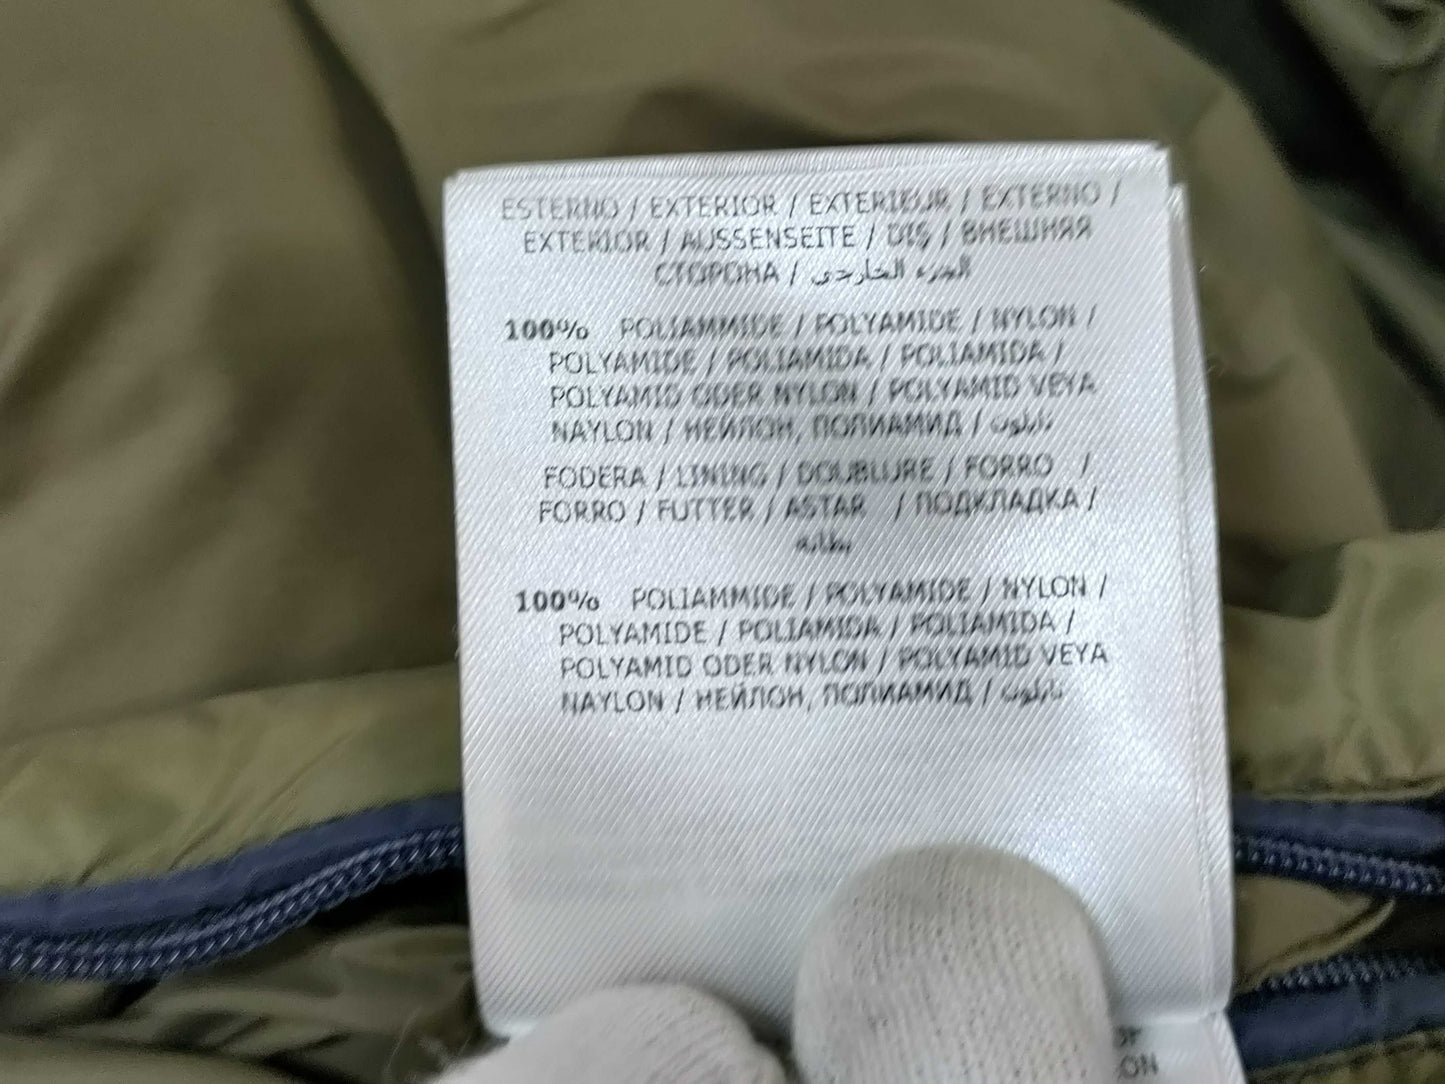 ESTERNO / EXTERIOR / EXTERIEUR / EXTERNO /
EXTERIOR / AUSSENSEITE / DIŞ / ВНЕШНЯЯ
СТОРОНА / الجزء الخارجي
100% POLIAMMIDE / POLYAMIDE / NYLON /
POLYAMIDE / POLIAMIDA / POLIAMIDA /
POLYAMID ODER NYLON / POLYAMID VEYA
NAYLON / НЕЙЛОН, ПОЛИАМИД / نايلون
FODERA / LINING / DOUBLURE / FORRO /
FORRO / FUTTER / ASTAR / ПОДКЛАДКА /
بطانة
100% POLIAMMIDE / POLYAMIDE / NYLON /
POLYAMIDE / POLIAMIDA / POLIAMIDA /
POLYAMID ODER NYLON / POLYAMID VEYA
NAYLON / НЕЙЛОН, ПОЛИАМИД / نايلون